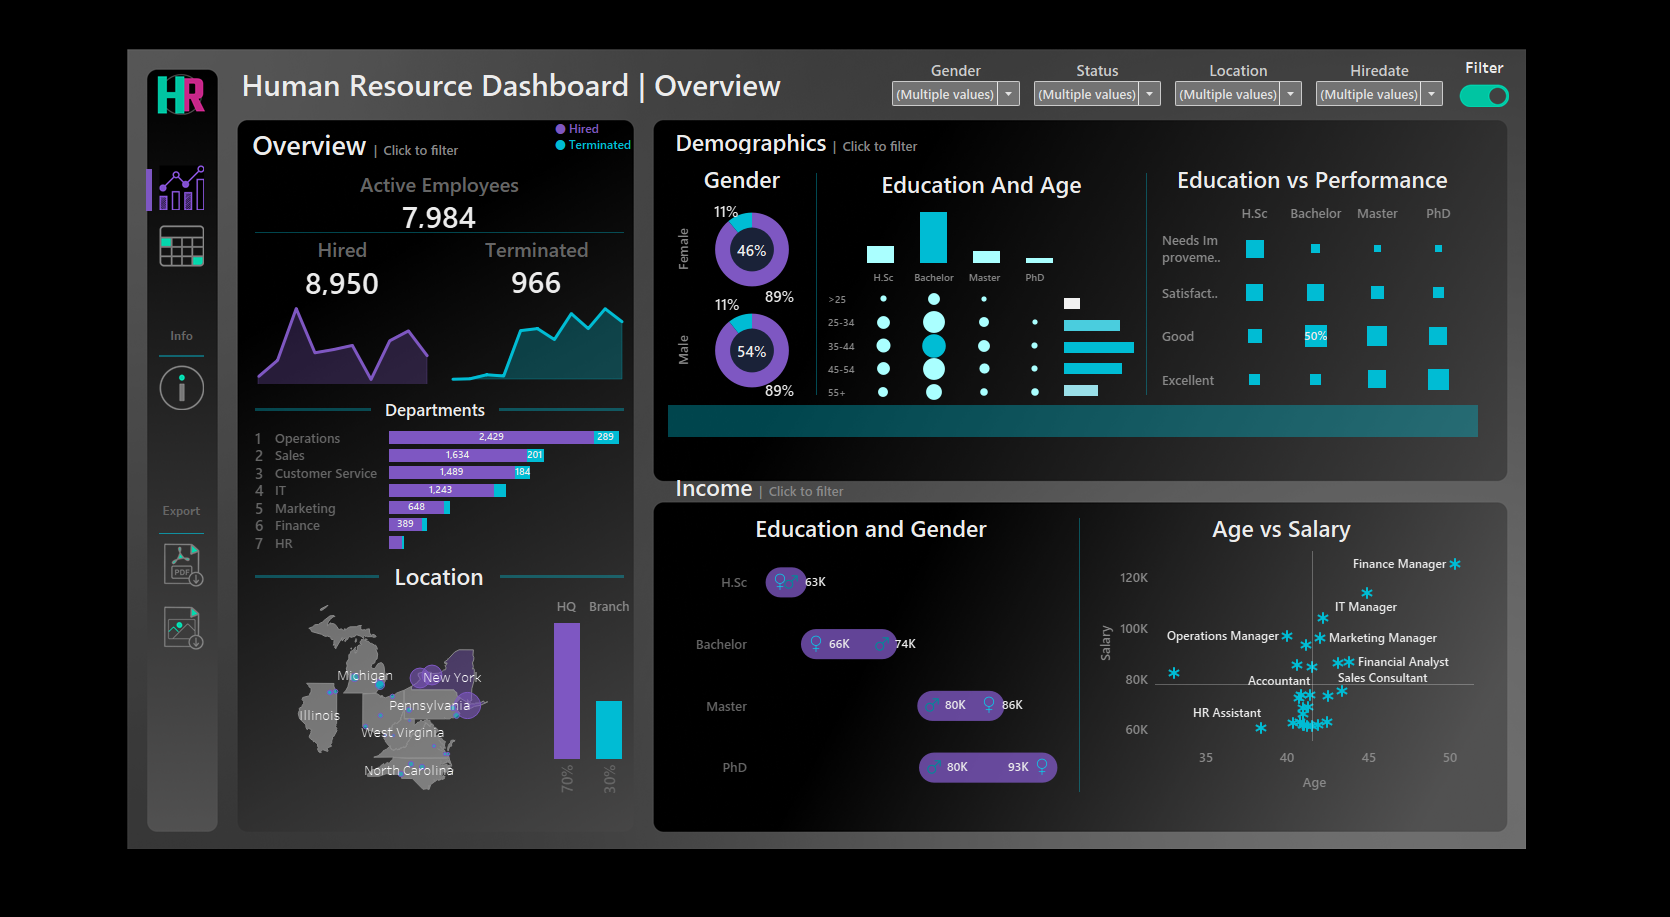 HR
Human Resource Dashboard | Overview
Gender
(Multiple values)
Status
(Multiple values)
Location
(Multiple values)
Hiredate
(Multiple values)
Filter
Info
Export
PDF
Overview | Click to filter
Hired
Terminated
Active Employees
7,984
Hired
8,950
Terminated
966
Departments
1 Operations 2,429 289
2 Sales 1,634 201
3 Customer Service 1,489 184
4 IT 1,243
5 Marketing 648
6 Finance 389
7 HR
Location
Michigan
New York
Pennsylvania
Illinois
West Virginia
North Carolina
HQ Branch
70% 30%
Demographics | Click to filter
Gender
Female
11%
46%
89%
Male
11%
54%
89%
Education And Age
H.Sc Bachelor Master PhD
>25
25-34
35-44
45-54
55+
Education vs Performance
H.Sc Bachelor Master PhD
Needs Im
proveme..
Satisfact..
Good 50%
Excellent
Income | Click to filter
Education and Gender
H.Sc 63K
Bachelor 66K 74K
Master 80K 86K
PhD 80K 93K
Age vs Salary
Salary
120K
100K
80K
60K
Finance Manager
IT Manager
Operations Manager
Marketing Manager
Financial Analyst
Sales Consultant
Accountant
HR Assistant
35 40 45 50
Age